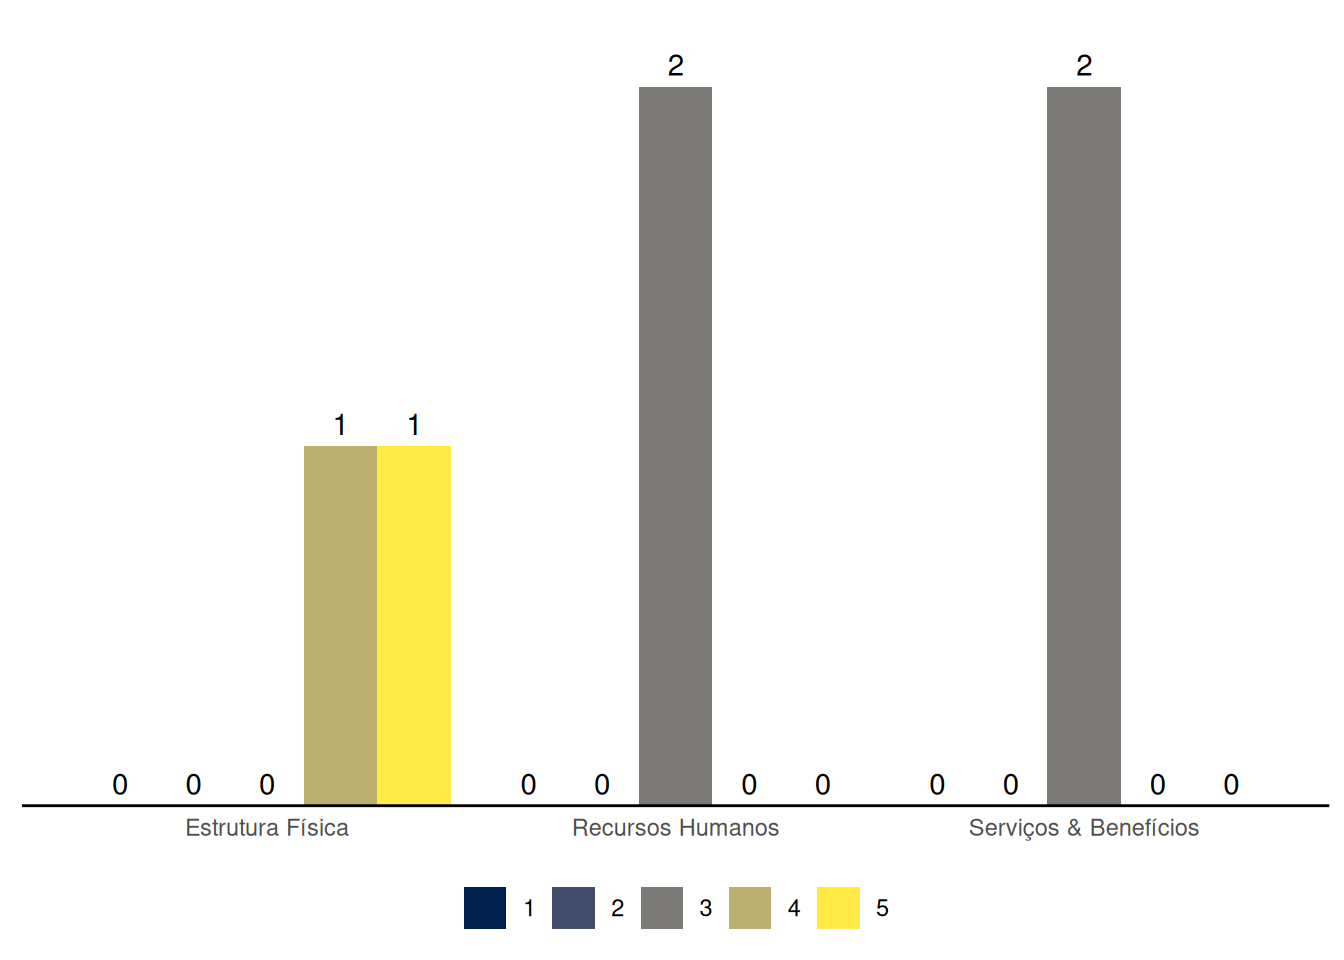 2 2
1 1
0 0 0 0 0 0 0 0 0 0 0
Estrutura Física Recursos Humanos Serviços & Benefícios
1 2 3 4 5